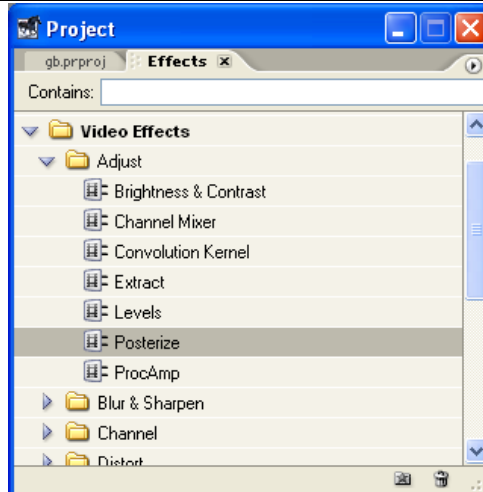 Project
gb.prproj Effects
Contains:
Video Effects
Adjust
Brightness & Contrast
Channel Mixer
Convolution Kernel
Extract
Levels
Posterize
ProcAmp
Blur & Sharpen
Channel
Distort